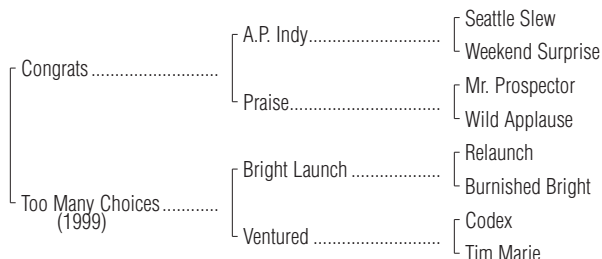 Seattle Slew
A.P. Indy..............................
Weekend Surprise
Congrats .............................
Mr. Prospector
Praise.........................................
Wild Applause
Relaunch
Bright Launch .....................
Burnished Bright
Too Many Choices.............
(1999)
Codex
Ventured .............................
Tim Marie